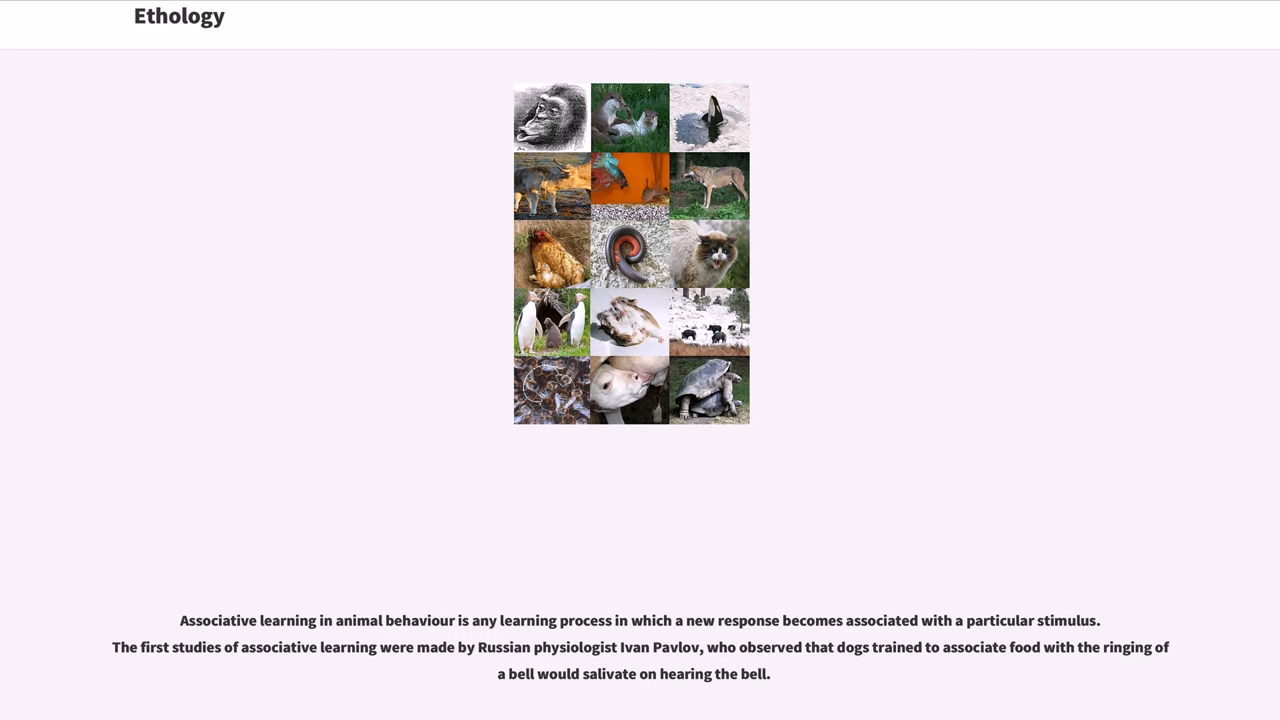 Ethology
Associative learning in animal behaviour is any learning process in which a new response becomes associated with a particular stimulus.
The first studies of associative learning were made by Russian physiologist Ivan Pavlov, who observed that dogs trained to associate food with the ringing of
a bell would salivate on hearing the bell.